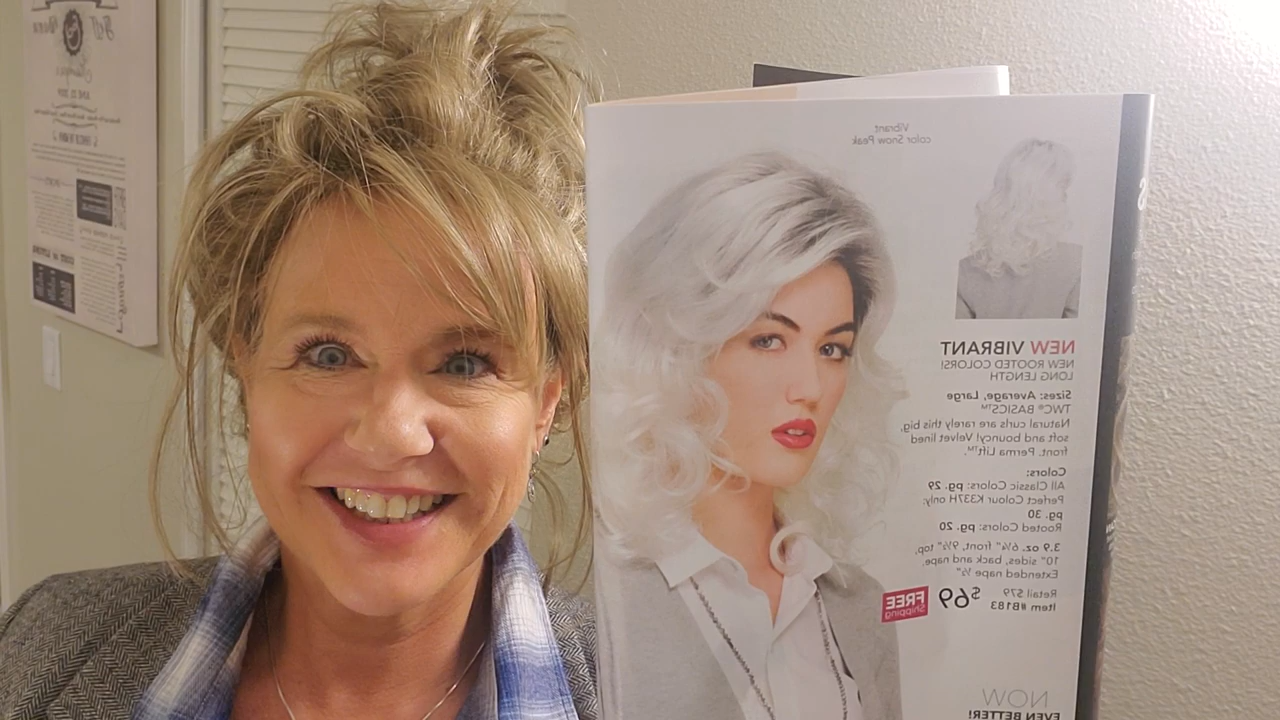 Vibrant
color Snow Peak
NEW VIBRANT
NEW ROOTED COLORS!
LONG LENGTH
Sizes: Average, Large
TWC® BASICS™
Natural curls are rarely this big,
soft and bouncy! Velvet lined
front. Perma Lift™.
Colors:
All Classic Colors: pg. 29
Perfect Colour K337H only:
pg. 30
Rooted Colors: pg. 20
3.9 oz. 6¼" front, 9½" top,
10" sides, back and nape,
Extended nape ½"
Retail $79
Item #B183
$69
FREE
Shipping
NOW
EVEN BETTER!